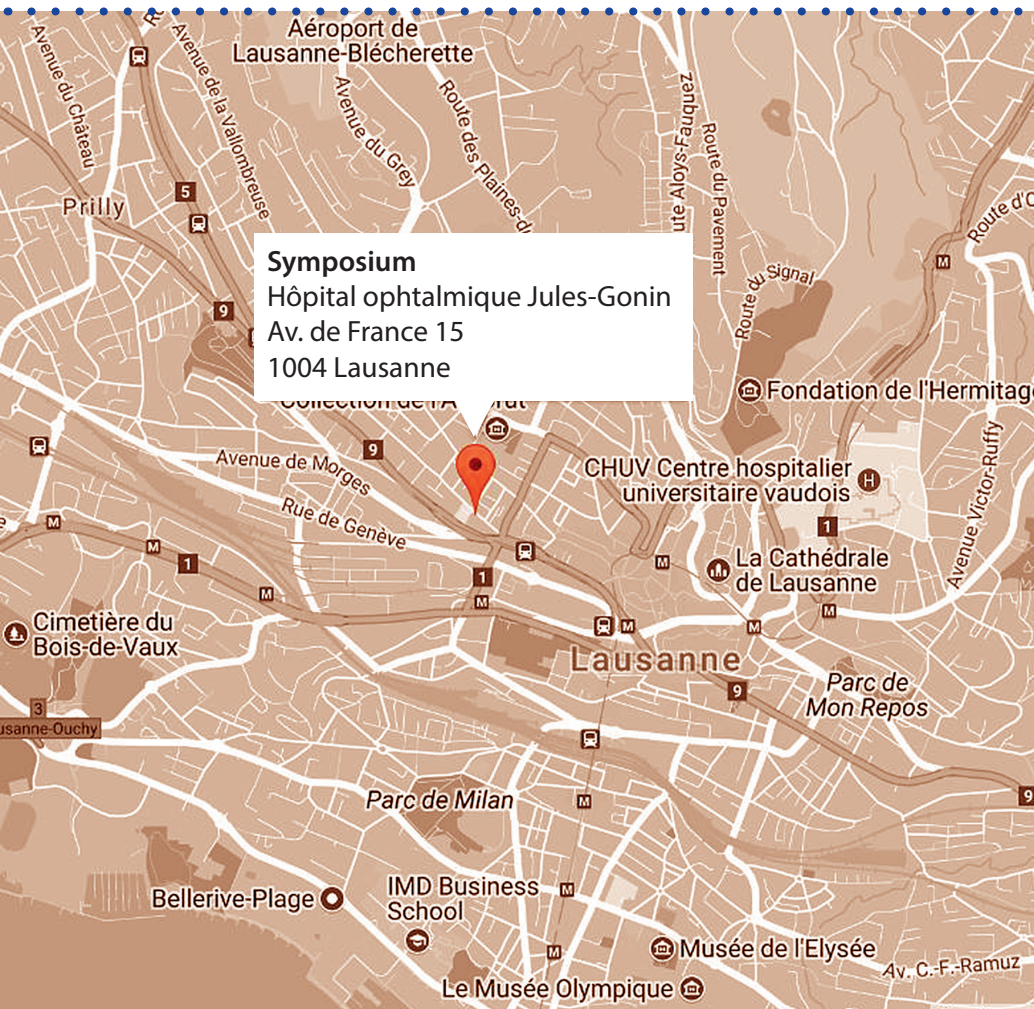 Aéroport de
Lausanne-Blécherette
Avenue du Château
Avenue de la Vallombreuse
Avenue du Grey
Route des Plaines-du
Route du Pavement
Aloys-Fauquez
Route d'O
5
Prilly
M
Route du Signal
9
Symposium
Hôpital ophtalmique Jules-Gonin
Av. de France 15
1004 Lausanne
Fondation de l'Hermitag
Collection de l'A
9
Avenue de Morges
CHUV Centre hospitalier
universitaire vaudois
H
Avenue Victor-Ruffy
Rue de Genève
M
1
M
1
M
La Cathédrale
de Lausanne
1
M
M
M
Cimetière du
Bois-de-Vaux
M
M
Lausanne
9
Parc de
Mon Repos
3
usanne-Ouchy
Parc de Milan
M
9
Bellerive-Plage
IMD Business
School
M
M
Musée de l'Elysée
Av. C.-F.-Ramuz
Le Musée Olympique